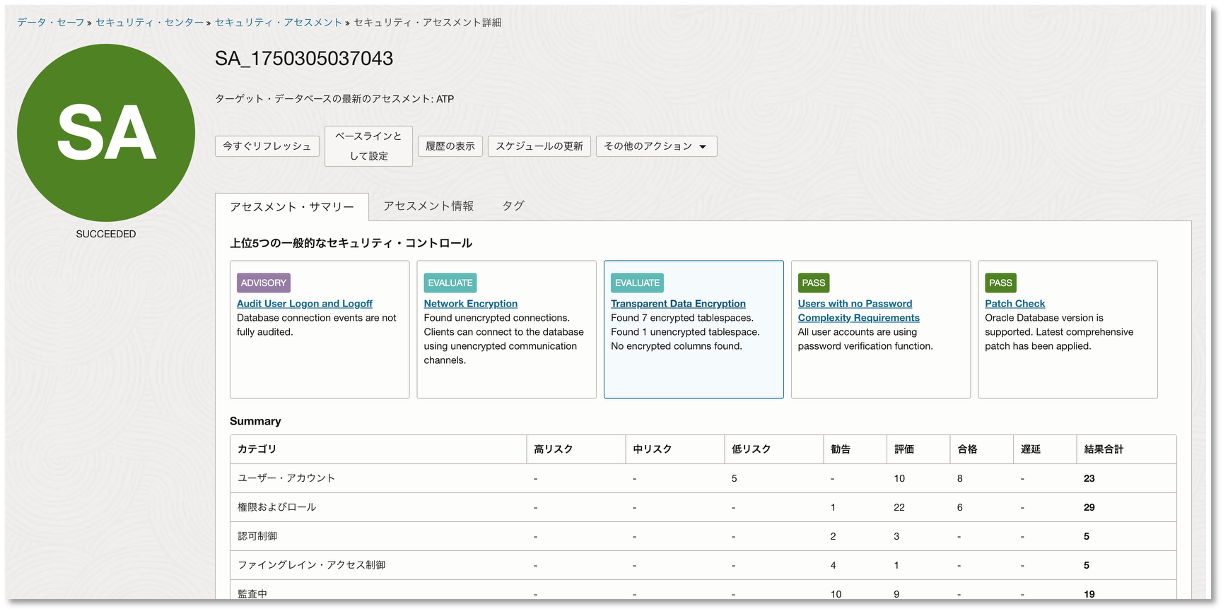 データ・セーフ » セキュリティ・センター » セキュリティ・アセスメント » セキュリティ・アセスメント詳細
SA
SUCCEEDED
SA_1750305037043
ターゲット・データベースの最新のアセスメント: ATP
今すぐリフレッシュ
ベースラインと
して設定
履歴の表示
スケジュールの更新
その他のアクション
アセスメント・サマリー アセスメント情報 タグ
上位5つの一般的なセキュリティ・コントロール
ADVISORY
Audit User Logon and Logoff
Database connection events are not
fully audited.
EVALUATE
Network Encryption
Found unencrypted connections.
Clients can connect to the database
using unencrypted communication
channels.
EVALUATE
Transparent Data Encryption
Found 7 encrypted tablespaces.
Found 1 unencrypted tablespace.
No encrypted columns found.
PASS
Users with no Password
Complexity Requirements
All user accounts are using
password verification function.
PASS
Patch Check
Oracle Database version is
supported. Latest comprehensive
patch has been applied.
Summary
カテゴリ 高リスク 中リスク 低リスク 勧告 評価 合格 遅延 結果合計
ユーザー・アカウント - - 5 - 10 8 - 23
権限およびロール - - - 1 22 6 - 29
認可制御 - - - 2 3 - - 5
ファイングレイン・アクセス制御 - - - 4 1 - - 5
監査中 - - - 10 9 - - 19